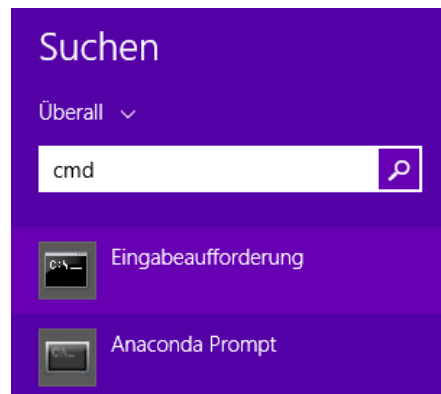 Suchen
Überall
cmd
C:\_
Eingabeaufforderung
C:\_
Anaconda Prompt